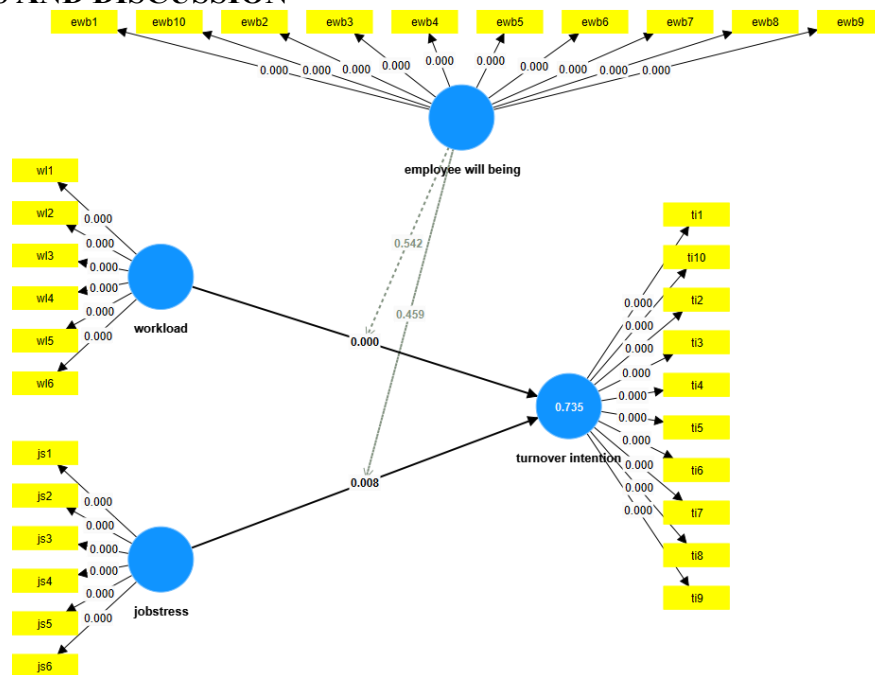 AND DISCUSSION
ewb1 ewb10 ewb2 ewb3 ewb4 ewb5 ewb6 ewb7 ewb8 ewb9
0.000 0.000 0.000 0.000 0.000 0.000 0.000 0.000 0.000 0.000
employee will being
wl1
wl2
wl3
wl4
wl5
wl6
0.000
0.000
0.000
0.000
0.000
0.000
workload
0.542
0.459
0.000
0.008
js1
js2
js3
js4
js5
js6
0.000
0.000
0.000
0.000
0.000
0.000
jobstress
0.735
turnover intention
0.000
0.000
0.000
0.000
0.000
0.000
0.000
0.000
0.000
0.000
ti1
ti10
ti2
ti3
ti4
ti5
ti6
ti7
ti8
ti9